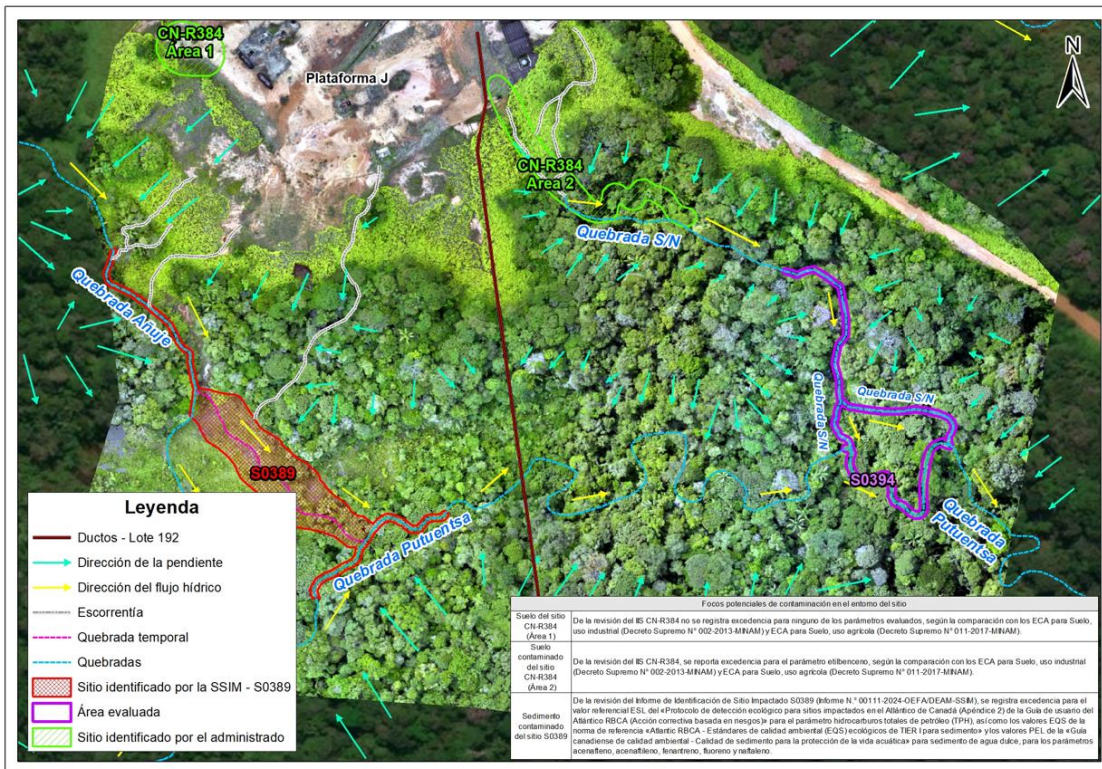 CN-R384
Área 1
Plataforma J
N
CN-R384
Área 2
Quebrada S/N
Quebrada Añuje
Quebrada S/N
Quebrada S/N
S0389
S0394
Quebrada Putuentsa
Quebrada
Putuentsa
Leyenda
Ductos - Lote 192
Dirección de la pendiente
Dirección del flujo hídrico
Escorrentía
Quebrada temporal
Quebradas
Sitio identificado por la SSIM - S0389
Área evaluada
Sitio identificado por el administrado
Focos potenciales de contaminación en el entorno del sitio
Suelo del sitio
CN-R384
(Área 1)
De la revisión del IIS CN-R384 no se registra excedencia para ninguno de los parámetros evaluados, según la comparación con los ECA para Suelo,
uso industrial (Decreto Supremo N° 002-2013-MINAM) y ECA para Suelo, uso agrícola (Decreto Supremo N° 011-2017-MINAM).
Suelo
contaminado
del sitio
CN-R384
(Área 2)
De la revisión del IIS CN-R384, se reporta excedencia para el parámetro etilbenceno, según la comparación con los ECA para Suelo, uso industrial
(Decreto Supremo N° 002-2013-MINAM) y ECA para Suelo, uso agrícola (Decreto Supremo N° 011-2017-MINAM).
Sedimento
contaminado
del sitio S0389
De la revisión del Informe de Identificación de Sitio Impactado S0389 (Informe N.° 00111-2024-OEFA/DEAM-SSIM), se registra excedencia para el
valor referencial ESL del «Protocolo de detección ecológico para sitios impactados en el Atlántico de Canadá (Apéndice 2) de la Guía de usuario del
Atlántico RBCA (Acción correctiva basada en riesgos)» para el parámetro hidrocarburos totales de petróleo (TPH), así como los valores EQS de la
norma de referencia «Atlantic RBCA - Estándares de calidad ambiental (EQS) ecológicos de TIER I para sedimento» y los valores PEL de la «Guía
canadiense de calidad ambiental - Calidad de sedimento para la protección de la vida acuática» para sedimento de agua dulce, para los parámetros
acenafteno, acenaftileno, fenantreno, fluoreno y naftaleno.